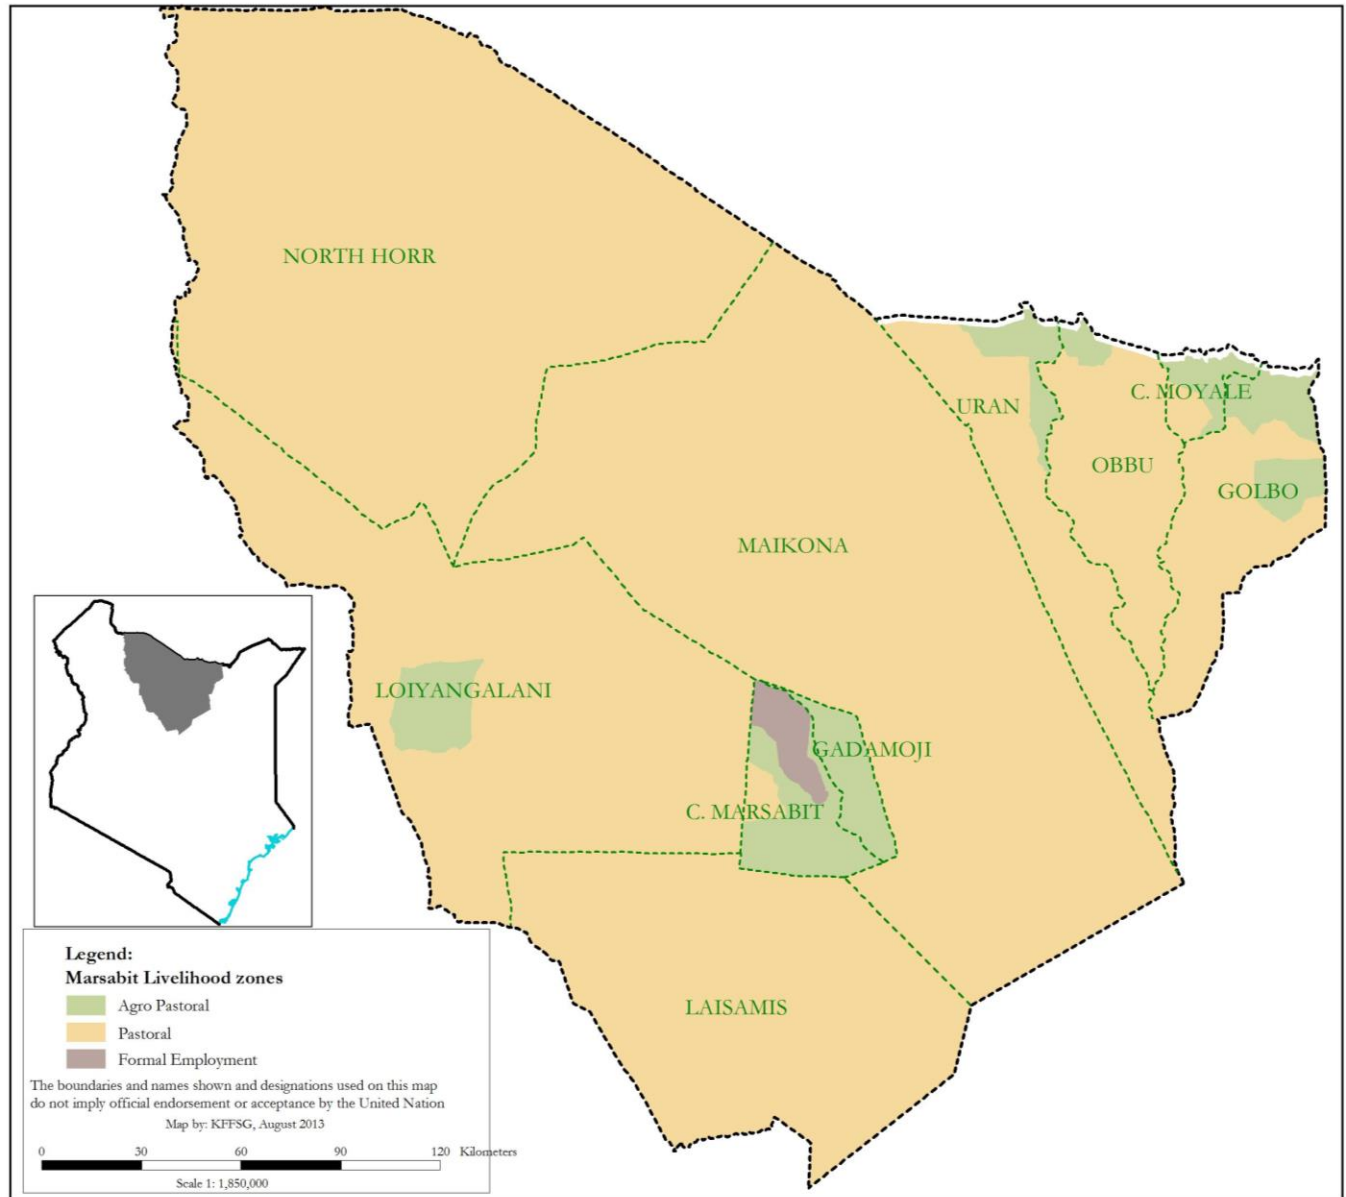 NORTH HORR
C. MOYALE
URAN
OBBU
GOLBO
MAIKONA
LOIYANGALANI
GADAMOJI
C. MARSABIT
LAISAMIS
Legend:
Marsabit Livelihood zones
Agro Pastoral
Pastoral
Formal Employment
The boundaries and names shown and designations used on this map
do not imply official endorsement or acceptance by the United Nation
Map by: KFFSG, August 2013
0 30 60 90 120 Kilometers
Scale 1: 1,850,000